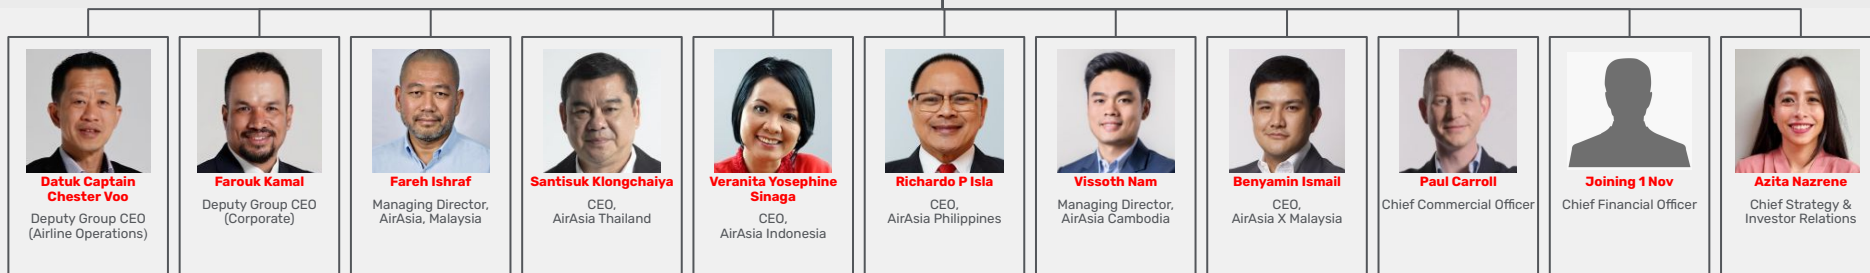 Datuk Captain
Chester Voo
Deputy Group CEO
(Airline Operations)
Farouk Kamal
Deputy Group CEO
(Corporate)
Fareh Ishraf
Managing Director,
AirAsia, Malaysia
Santisuk Klongchaiya
CEO,
AirAsia Thailand
Veranita Yosephine
Sinaga
CEO,
AirAsia Indonesia
Richardo P Isla
CEO,
AirAsia Philippines
Vissoth Nam
Managing Director,
AirAsia Cambodia
Benyamin Ismail
CEO,
AirAsia X Malaysia
Paul Carroll
Chief Commercial Officer
Joining 1 Nov
Chief Financial Officer
Azita Nazrene
Chief Strategy &
Investor Relations